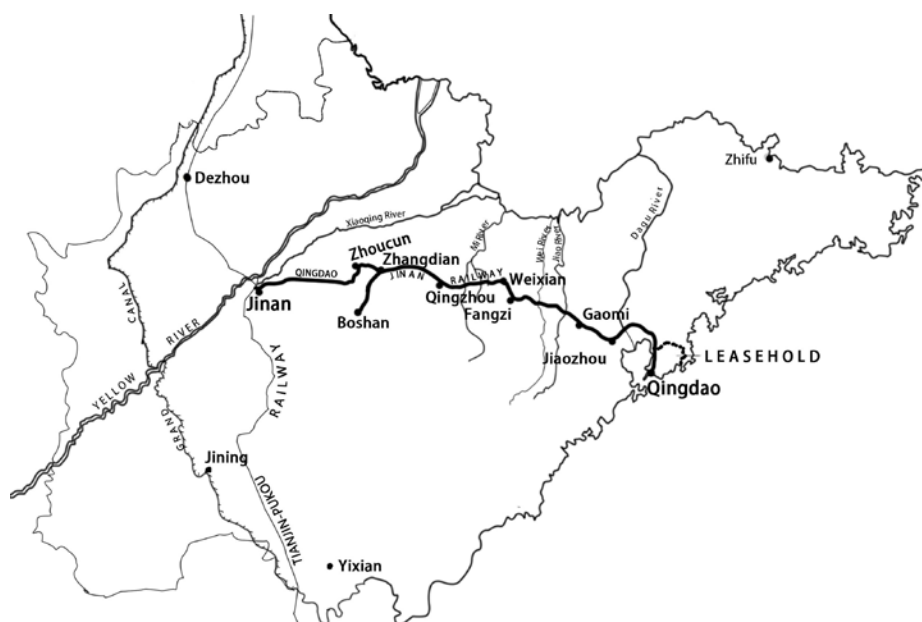 Zhifu
Dezhou
Dagu River
Xiaoqing River
Mi River
Wei River
Jiao River
Zhoucun
Zhangdian
QINGDAO
JINAN
RAILWAY
Weixian
Jinan
Qingzhou
Fangzi
Boshan
Gaomi
CANAL
RIVER
Jiaozhou
LEASEHOLD
RAILWAY
Qingdao
YELLOW
GRAND
Jining
TIANJIN-PUKOU
Yixian